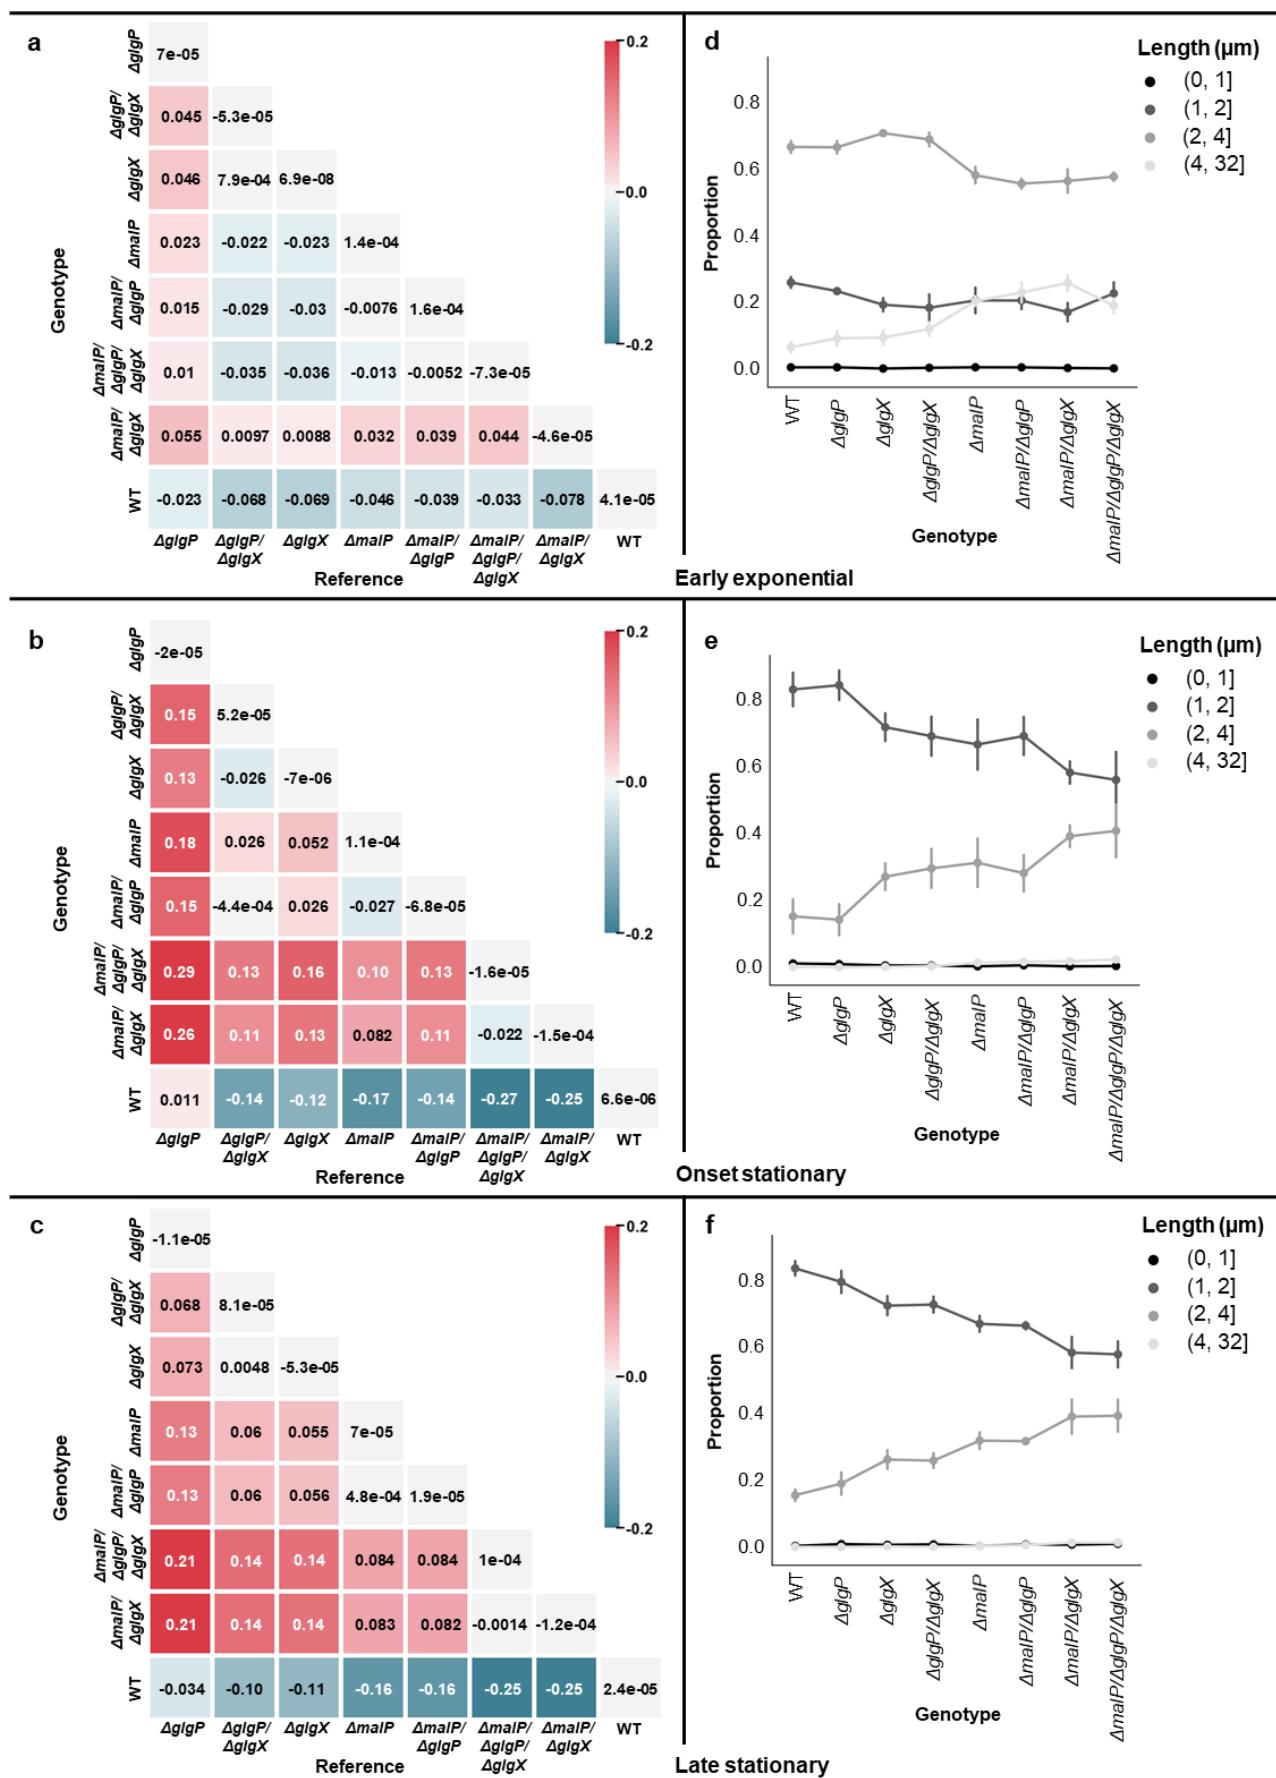 a
ΔglgP
7e-05
ΔglgP/
ΔglgX
0.045 -5.3e-05
ΔglgX
0.046 7.9e-04 6.9e-08
ΔmalP
0.023 -0.022 -0.023 1.4e-04
ΔmalP/
ΔglgP
0.015 -0.029 -0.03 -0.0076 1.6e-04
ΔmalP/
ΔglgP/
ΔglgX
0.01 -0.035 -0.036 -0.013 -0.0052 -7.3e-05
ΔmalP/
ΔglgX
0.055 0.0097 0.0088 0.032 0.039 0.044 -4.6e-05
WT
-0.023 -0.068 -0.069 -0.046 -0.039 -0.033 -0.078 4.1e-05
Genotype
ΔglgP ΔglgP/ ΔglgX ΔmalP ΔmalP/ ΔmalP/ ΔmalP/ WT
ΔglgX ΔglgP ΔglgP/ ΔglgX
ΔglgX
Reference
0.2
0.0
-0.2
d
Length (µm)
(0, 1]
(1, 2]
(2, 4]
(4, 32]
Proportion
0.8
0.6
0.4
0.2
0.0
WT
ΔglgP
ΔglgX
ΔglgP/ΔglgX
ΔmalP
ΔmalP/ΔglgP
ΔmalP/ΔglgX
ΔmalP/ΔglgP/ΔglgX
Genotype
Early exponential
b
ΔglgP
-2e-05
ΔglgP/
ΔglgX
0.15 5.2e-05
ΔglgX
0.13 -0.026 -7e-06
ΔmalP
0.18 0.026 0.052 1.1e-04
ΔmalP/
ΔglgP
0.15 -4.4e-04 0.026 -0.027 -6.8e-05
ΔmalP/
ΔglgP/
ΔglgX
0.29 0.13 0.16 0.10 0.13 -1.6e-05
ΔmalP/
ΔglgX
0.26 0.11 0.13 0.082 0.11 -0.022 -1.5e-04
WT
0.011 -0.14 -0.12 -0.17 -0.14 -0.27 -0.25 6.6e-06
Genotype
ΔglgP ΔglgP/ ΔglgX ΔmalP ΔmalP/ ΔmalP/ ΔmalP/ WT
ΔglgX ΔglgP ΔglgP/ ΔglgX
ΔglgX
Reference
0.2
0.0
-0.2
e
Length (µm)
(0, 1]
(1, 2]
(2, 4]
(4, 32]
Proportion
0.8
0.6
0.4
0.2
0.0
WT
ΔglgP
ΔglgX
ΔglgP/ΔglgX
ΔmalP
ΔmalP/ΔglgP
ΔmalP/ΔglgX
ΔmalP/ΔglgP/ΔglgX
Genotype
Onset stationary
c
ΔglgP
-1.1e-05
ΔglgP/
ΔglgX
0.068 8.1e-05
ΔglgX
0.073 0.0048 -5.3e-05
ΔmalP
0.13 0.06 0.055 7e-05
ΔmalP/
ΔglgP
0.13 0.06 0.056 4.8e-04 1.9e-05
ΔmalP/
ΔglgP/
ΔglgX
0.21 0.14 0.14 0.084 0.084 1e-04
ΔmalP/
ΔglgX
0.21 0.14 0.14 0.083 0.082 -0.0014 -1.2e-04
WT
-0.034 -0.10 -0.11 -0.16 -0.16 -0.25 -0.25 2.4e-05
Genotype
ΔglgP ΔglgP/ ΔglgX ΔmalP ΔmalP/ ΔmalP/ ΔmalP/ WT
ΔglgX ΔglgP ΔglgP/ ΔglgX
ΔglgX
Reference
0.2
0.0
-0.2
f
Length (µm)
(0, 1]
(1, 2]
(2, 4]
(4, 32]
Proportion
0.8
0.6
0.4
0.2
0.0
WT
ΔglgP
ΔglgX
ΔglgP/ΔglgX
ΔmalP
ΔmalP/ΔglgP
ΔmalP/ΔglgX
ΔmalP/ΔglgP/ΔglgX
Genotype
Late stationary